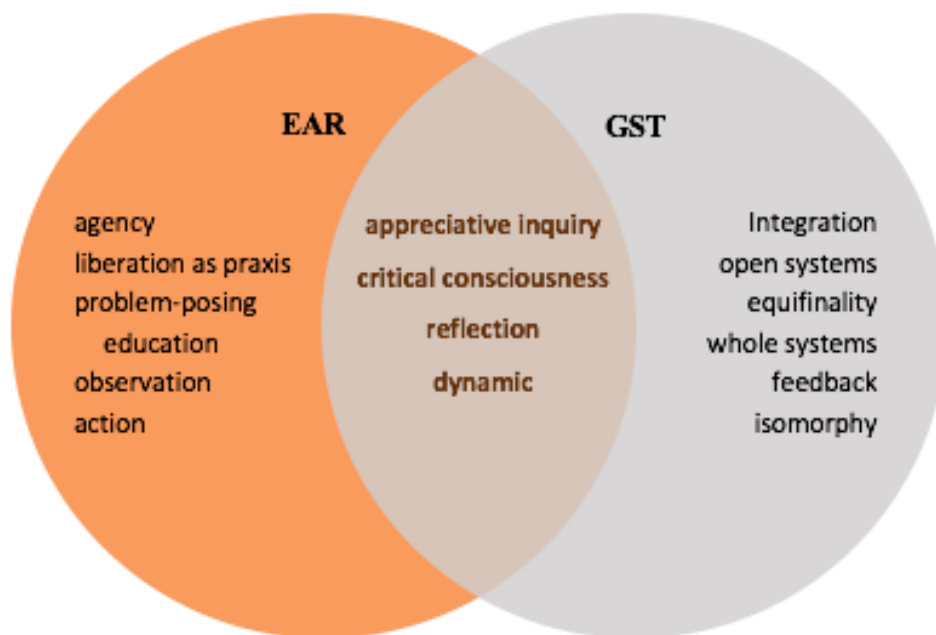 EAR
agency
liberation as praxis
problem-posing
education
observation
action
appreciative inquiry
critical consciousness
reflection
dynamic
GST
Integration
open systems
equifinality
whole systems
feedback
isomorphy